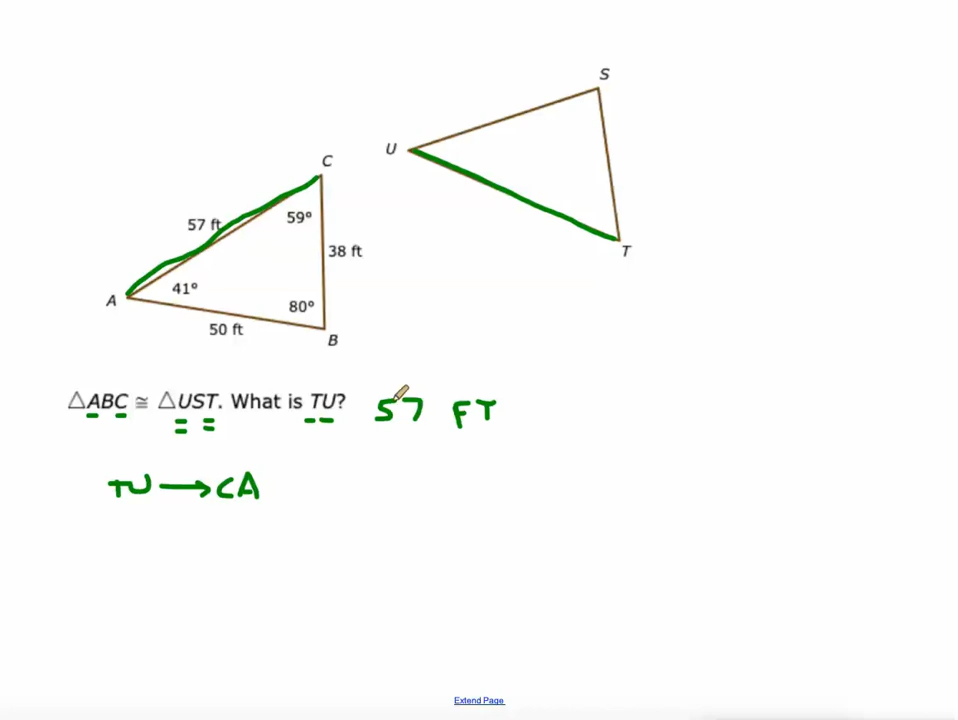 S
U
C
57 ft
59°
38 ft
T
A
41°
80°
50 ft
B
△ABC ≅ △UST. What is TU? 57 FT
TU → CA
Extend Page